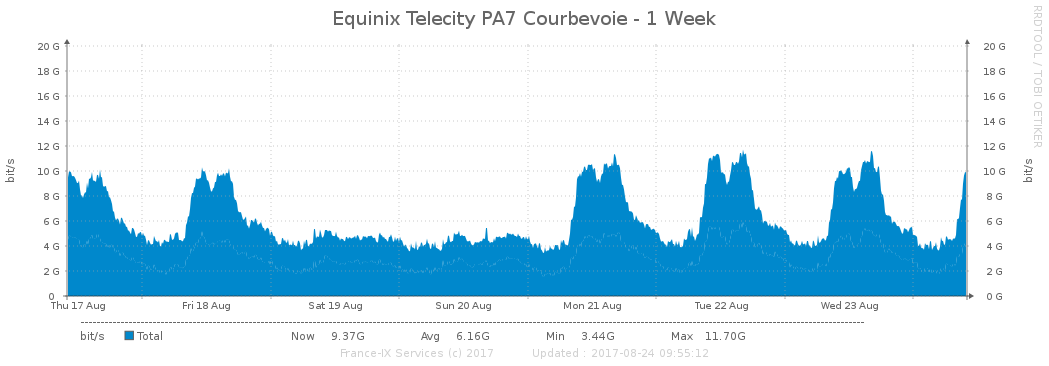 Equinix Telecity PA7 Courbevoie - 1 Week
RRDTOOL / TOBI OETIKER
bit/s
20 G 20 G
18 G 18 G
16 G 16 G
14 G 14 G
12 G 12 G
10 G 10 G
8 G 8 G
6 G 6 G
4 G 4 G
2 G 2 G
0 0 G
bit/s
Thu 17 Aug Fri 18 Aug Sat 19 Aug Sun 20 Aug Mon 21 Aug Tue 22 Aug Wed 23 Aug
bit/s Total Now 9.37G Avg 6.16G Min 3.44G Max 11.70G
France-IX Services (c) 2017 Updated : 2017-08-24 09:55:12